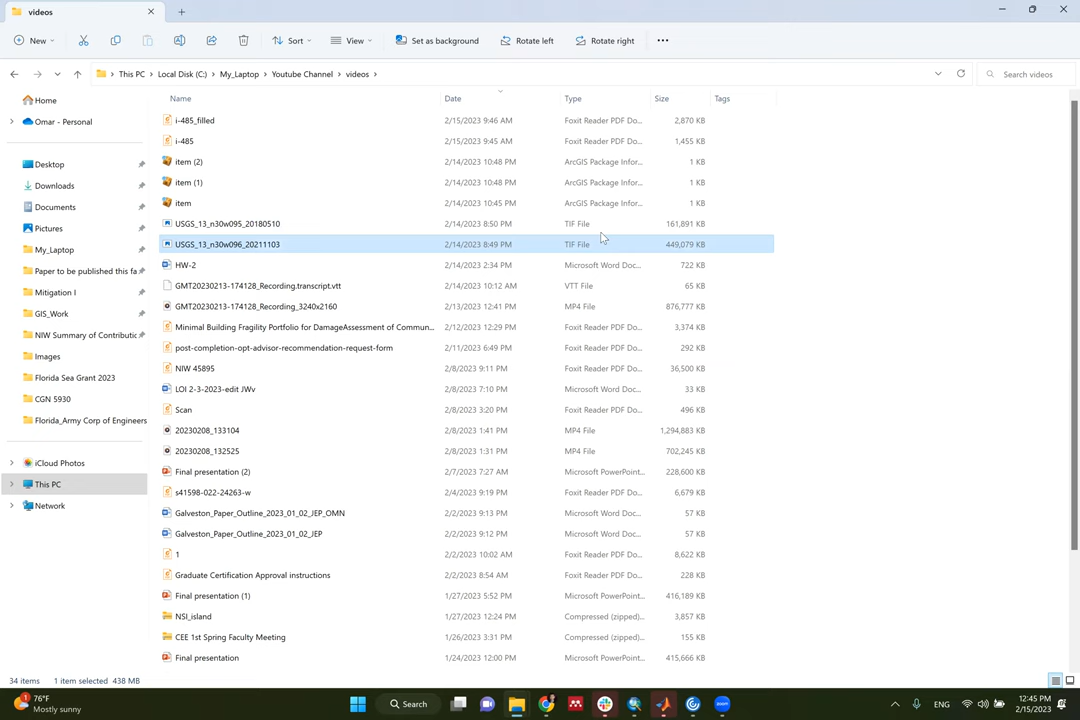 videos
New
Sort
View
Set as background
Rotate left
Rotate right
This PC > Local Disk (C:) > My_Laptop > Youtube Channel > videos >
Search videos
Home
Omar - Personal
Desktop
Downloads
Documents
Pictures
My_Laptop
Paper to be published this fa
Mitigation I
GIS_Work
NIW Summary of Contributic
Images
Florida Sea Grant 2023
CGN 5930
Florida_Army Corp of Engineers
iCloud Photos
This PC
Network
Name Date Type Size Tags
i-485_filled 2/15/2023 9:46 AM Foxit Reader PDF Do... 2,870 KB
i-485 2/15/2023 9:45 AM Foxit Reader PDF Do... 1,455 KB
item (2) 2/14/2023 10:48 PM ArcGIS Package Infor... 1 KB
item (1) 2/14/2023 10:48 PM ArcGIS Package Infor... 1 KB
item 2/14/2023 10:45 PM ArcGIS Package Infor... 1 KB
USGS_13_n30w095_20180510 2/14/2023 8:50 PM TIF File 161,891 KB
USGS_13_n30w096_20211103 2/14/2023 8:49 PM TIF File 449,079 KB
HW-2 2/14/2023 2:34 PM Microsoft Word Doc... 722 KB
GMT20230213-174128_Recording.transcript.vtt 2/14/2023 10:12 AM VTT File 65 KB
GMT20230213-174128_Recording_3240x2160 2/13/2023 12:41 PM MP4 File 876,777 KB
Minimal Building Fragility Portfolio for DamageAssessment of Commun... 2/12/2023 12:29 PM Foxit Reader PDF Do... 3,374 KB
post-completion-opt-advisor-recommendation-request-form 2/11/2023 6:49 PM Foxit Reader PDF Do... 292 KB
NIW 45895 2/8/2023 9:11 PM Foxit Reader PDF Do... 36,500 KB
LOI 2-3-2023-edit JWv 2/8/2023 7:10 PM Microsoft Word Doc... 33 KB
Scan 2/8/2023 3:20 PM Foxit Reader PDF Do... 496 KB
20230208_133104 2/8/2023 1:41 PM MP4 File 1,294,883 KB
20230208_132525 2/8/2023 1:31 PM MP4 File 702,245 KB
Final presentation (2) 2/7/2023 7:27 AM Microsoft PowerPoint... 228,600 KB
s41598-022-24263-w 2/4/2023 9:19 PM Foxit Reader PDF Do... 6,679 KB
Galveston_Paper_Outline_2023_01_02_JEP_OMN 2/2/2023 9:13 PM Microsoft Word Doc... 57 KB
Galveston_Paper_Outline_2023_01_02_JEP 2/2/2023 9:12 PM Microsoft Word Doc... 57 KB
1 2/2/2023 10:02 AM Foxit Reader PDF Do... 8,622 KB
Graduate Certification Approval instructions 2/2/2023 8:54 AM Foxit Reader PDF Do... 228 KB
Final presentation (1) 1/27/2023 5:52 PM Microsoft PowerPoint... 416,189 KB
NSI_island 1/27/2023 12:24 PM Compressed (zipped)... 3,857 KB
CEE 1st Spring Faculty Meeting 1/26/2023 3:31 PM Compressed (zipped)... 155 KB
Final presentation 1/24/2023 12:00 PM Microsoft PowerPoint... 415,666 KB
34 items 1 item selected 438 MB
76°F
Mostly sunny
Search
ENG
12:45 PM
2/15/2023